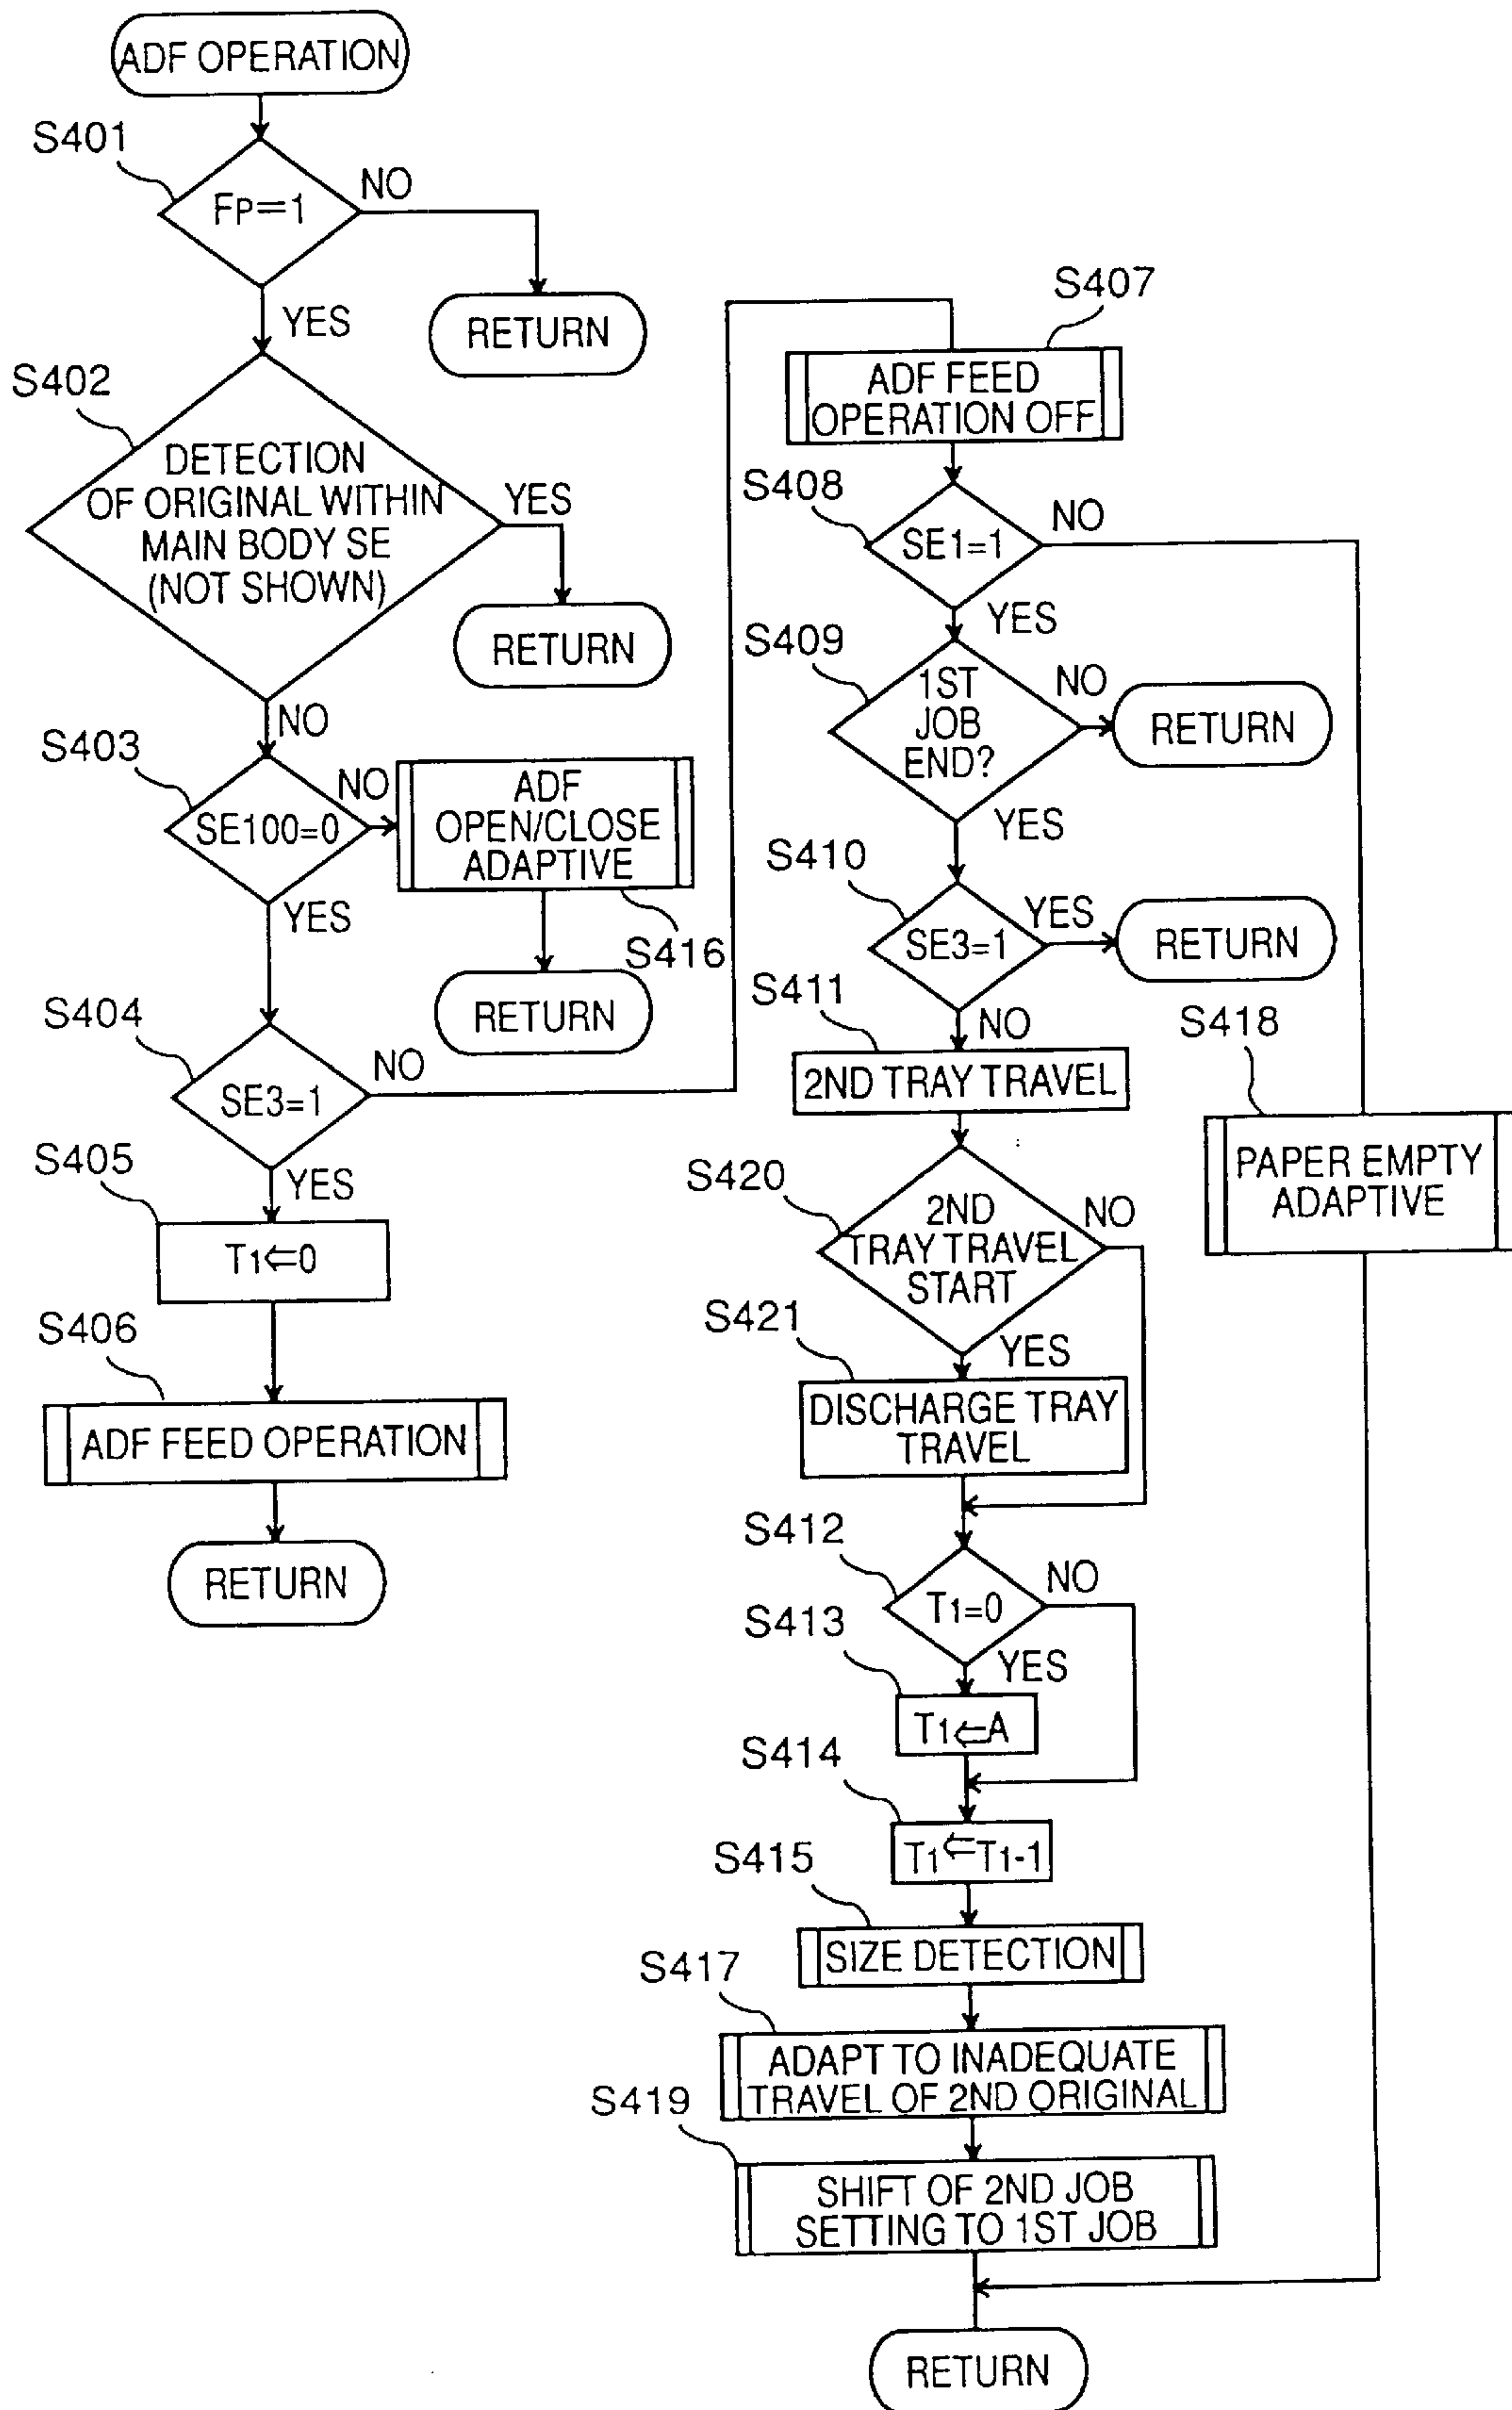 ADF OPERATION
S401
FP=1
NO
YES
RETURN
S402
DETECTION
OF ORIGINAL WITHIN
MAIN BODY SE
(NOT SHOWN)
YES
RETURN
NO
S403
SE100=0
NO
ADF
OPEN/CLOSE
ADAPTIVE
S416
RETURN
YES
S404
SE3=1
NO
YES
S405
T1⇐0
S406
ADF FEED OPERATION
RETURN
S407
ADF FEED
OPERATION OFF
S408
SE1=1
NO
YES
S409
1ST
JOB
END?
NO
RETURN
YES
S410
SE3=1
YES
RETURN
NO
S411
2ND TRAY TRAVEL
S418
PAPER EMPTY
ADAPTIVE
S420
2ND
TRAY TRAVEL
START
NO
YES
S421
DISCHARGE TRAY
TRAVEL
S412
T1=0
NO
YES
S413
T1⇐A
S414
T1⇐T1-1
S415
SIZE DETECTION
S417
ADAPT TO INADEQUATE
TRAVEL OF 2ND ORIGINAL
S419
SHIFT OF 2ND JOB
SETTING TO 1ST JOB
RETURN